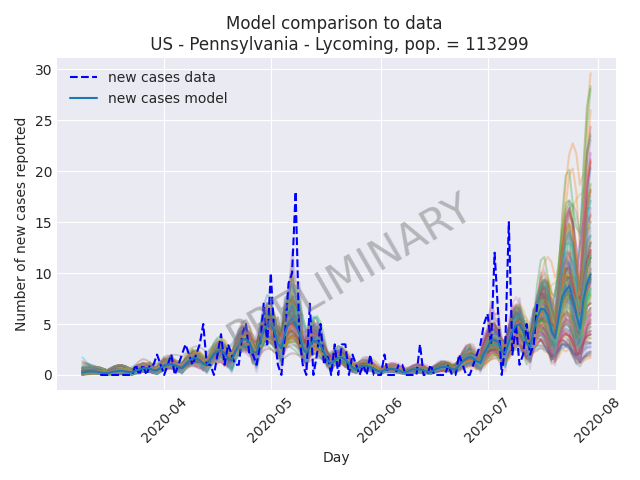 Model comparison to data
US - Pennsylvania - Lycoming, pop. = 113299
new cases data
new cases model
PRELIMINARY
Number of new cases reported
30
25
20
15
10
5
0
2020-04
2020-05
2020-06
2020-07
2020-08
Day